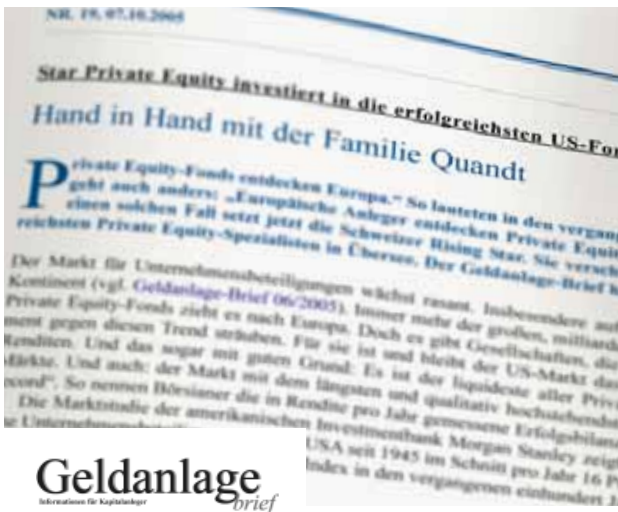 NR. 19, 07.10.2005
Star Private Equity investiert in die erfolgreichsten US-For
Hand in Hand mit der Familie Quandt
Private Equity-Fonds entdecken Europa." So lauteten in den vergang
geht auch anders: „Europäische Anleger entdecken Private Equit
einen solchen Fall setzt jetzt die Schweizer Rising Star. Sie versch
reichsten Private Equity-Spezialisten in Übersee. Der Geldanlage-Brief h
Der Markt für Unternehmensbeteiligungen wächst rasant. Insbesondere auf
Kontinent (vgl. Geldanlage-Brief 06/2005). Immer mehr der großen, milliard
Private Equity-Fonds zieht es nach Europa. Doch es gibt Gesellschaften, die
ment gegen diesen Trend sträuben. Für sie ist und bleibt der US-Markt das
Renditen. Und das sogar mit guten Grund: Es ist der liquideste aller Priv
Märkte. Und auch: der Markt mit dem längsten und qualitativ hochstehends
ecord". So nennen Börsianer die in Rendite pro Jahr gemessene Erfolgsbilanz
Die Marktstudie der amerikanischen Investmentbank Morgan Stanley zeig
USA seit 1945 im Schnitt pro Jahr 16 P
Index in den vergangenen einhundert J
Geldanlage
Informationen für Kapitalanleger
brief